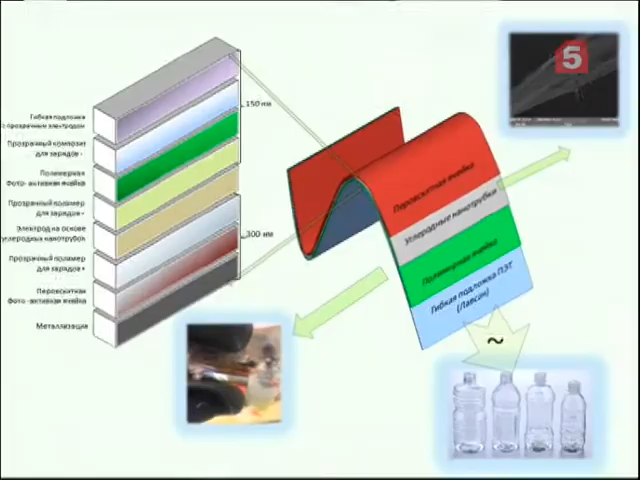 5
Гибкая подложка
с прозрачным электродом
150 нм
Прозрачный композит
для зарядов -
Полимерная
Фото- активная ячейка
Прозрачный полимер
для зарядов -
Электрод на основе
углеродных нанотрубок
300 нм
Прозрачный полимер
для зарядов +
Перовскитная
Фото -активная ячейка
Металлизация
Перовскитная ячейка
Углеродные нанотрубки
Полимерная ячейка
Гибкая подложка ПЭТ
(Лавсан)
~